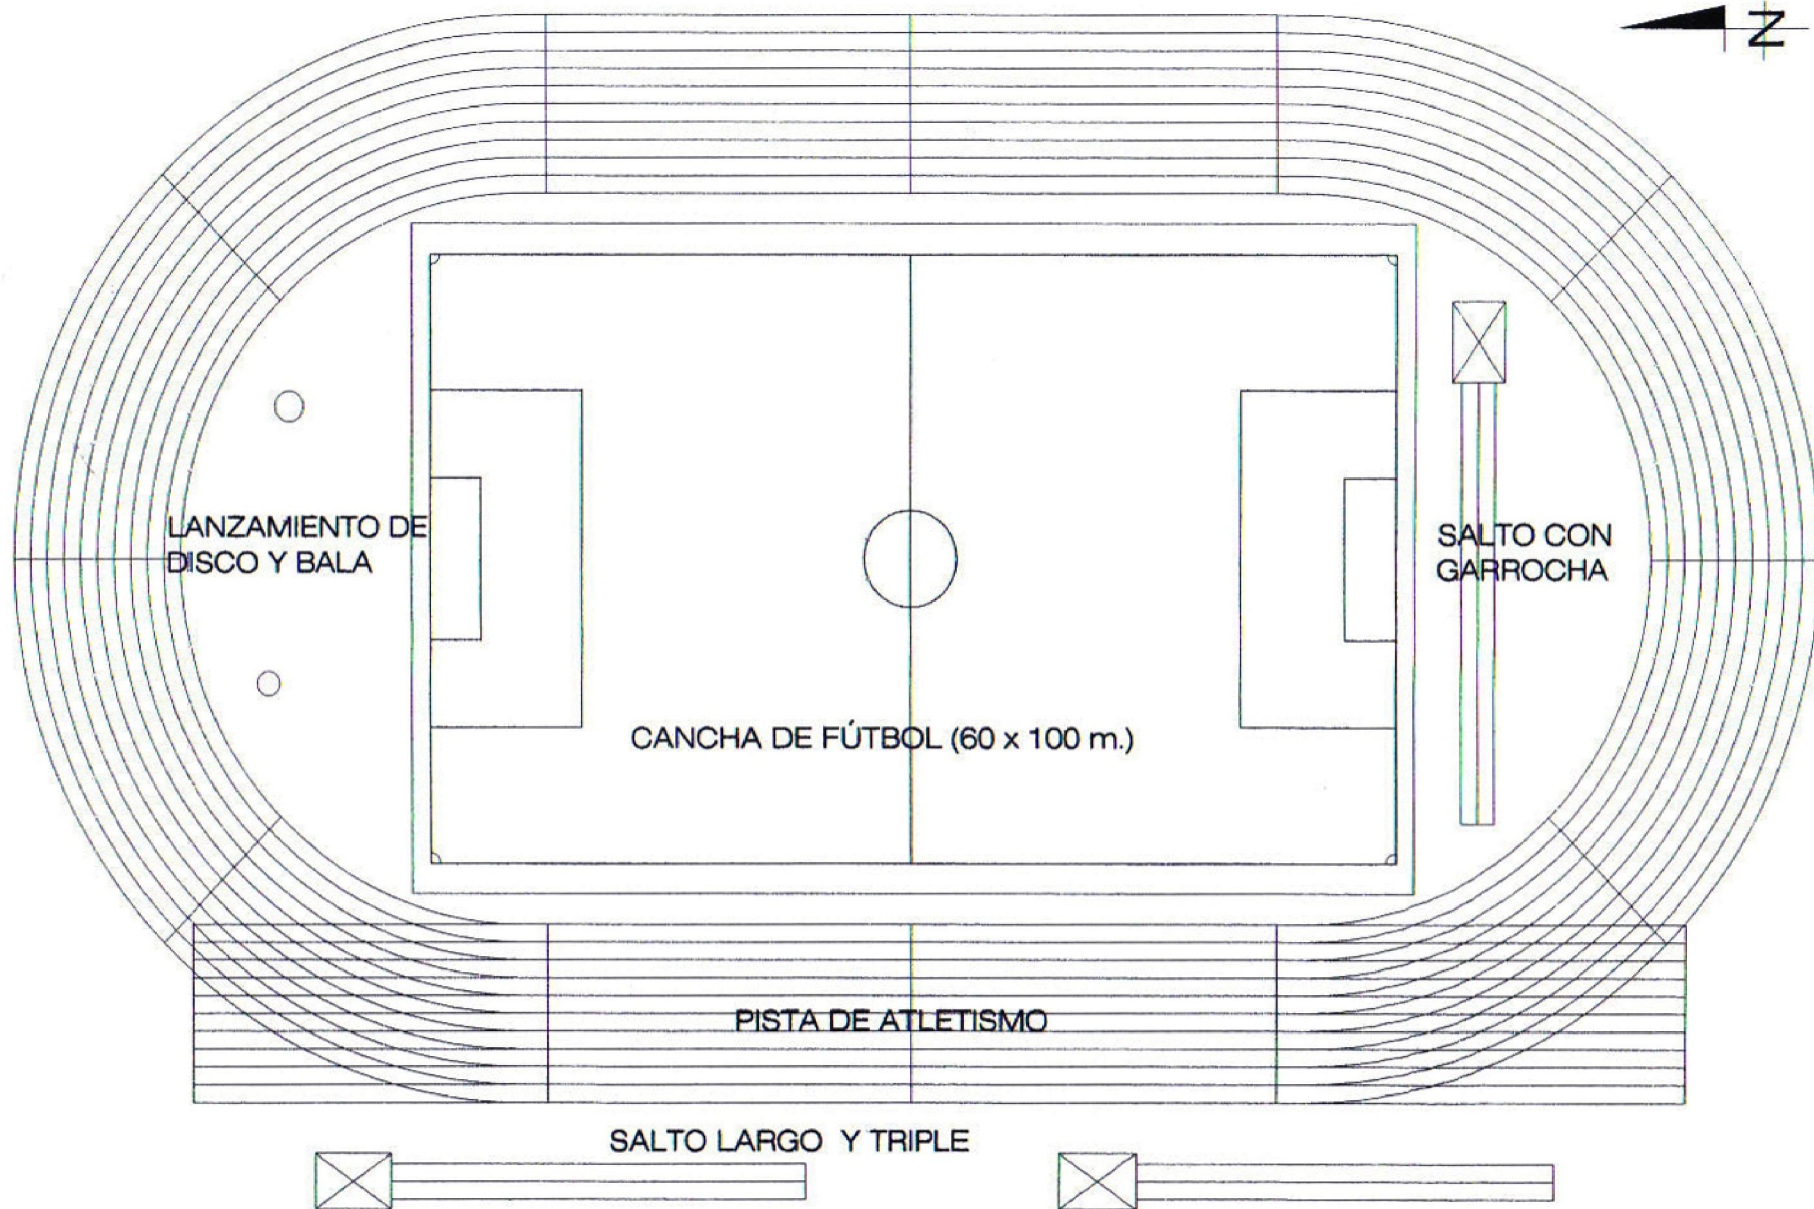 N
LANZAMIENTO DE
DISCO Y BALA
SALTO CON
GARROCHA
CANCHA DE FÚTBOL (60 x 100 m.)
PISTA DE ATLETISMO
SALTO LARGO Y TRIPLE